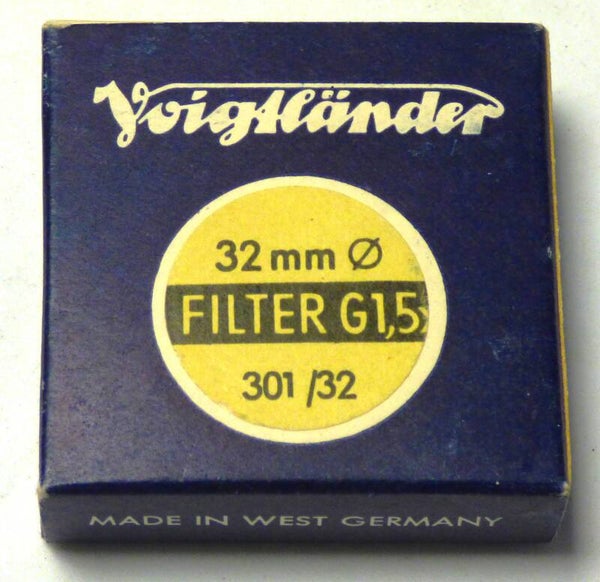 Voigtländer
32 mm Ø
FILTER G1,5x
301 /32
MADE IN WEST GERMANY